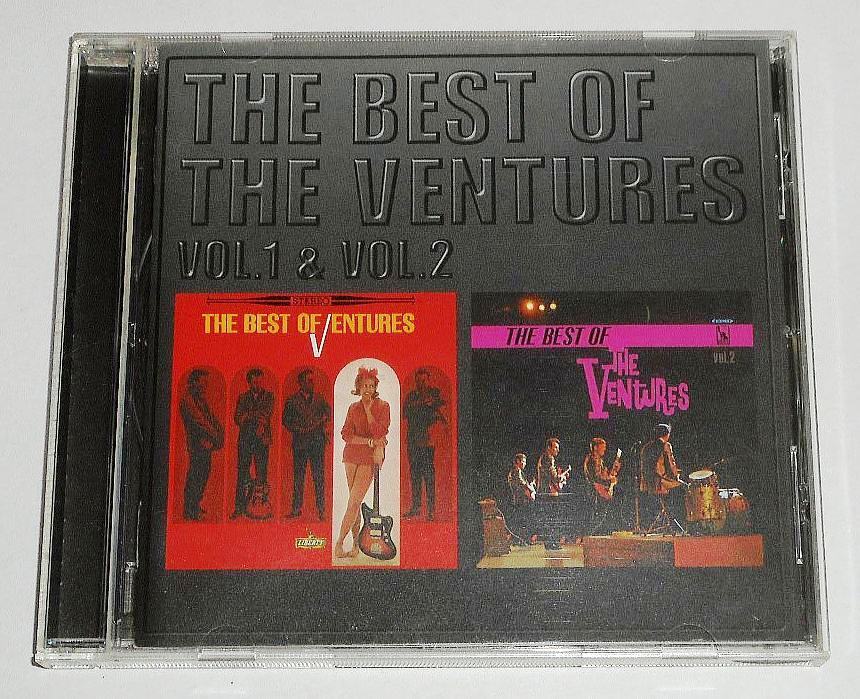 THE BEST OF
THE VENTURES
VOL.1 & VOL.2
STEREO
THE BEST OF VENTURES
LIBERTY
THE BEST OF
THE
VENTURES
vol.2